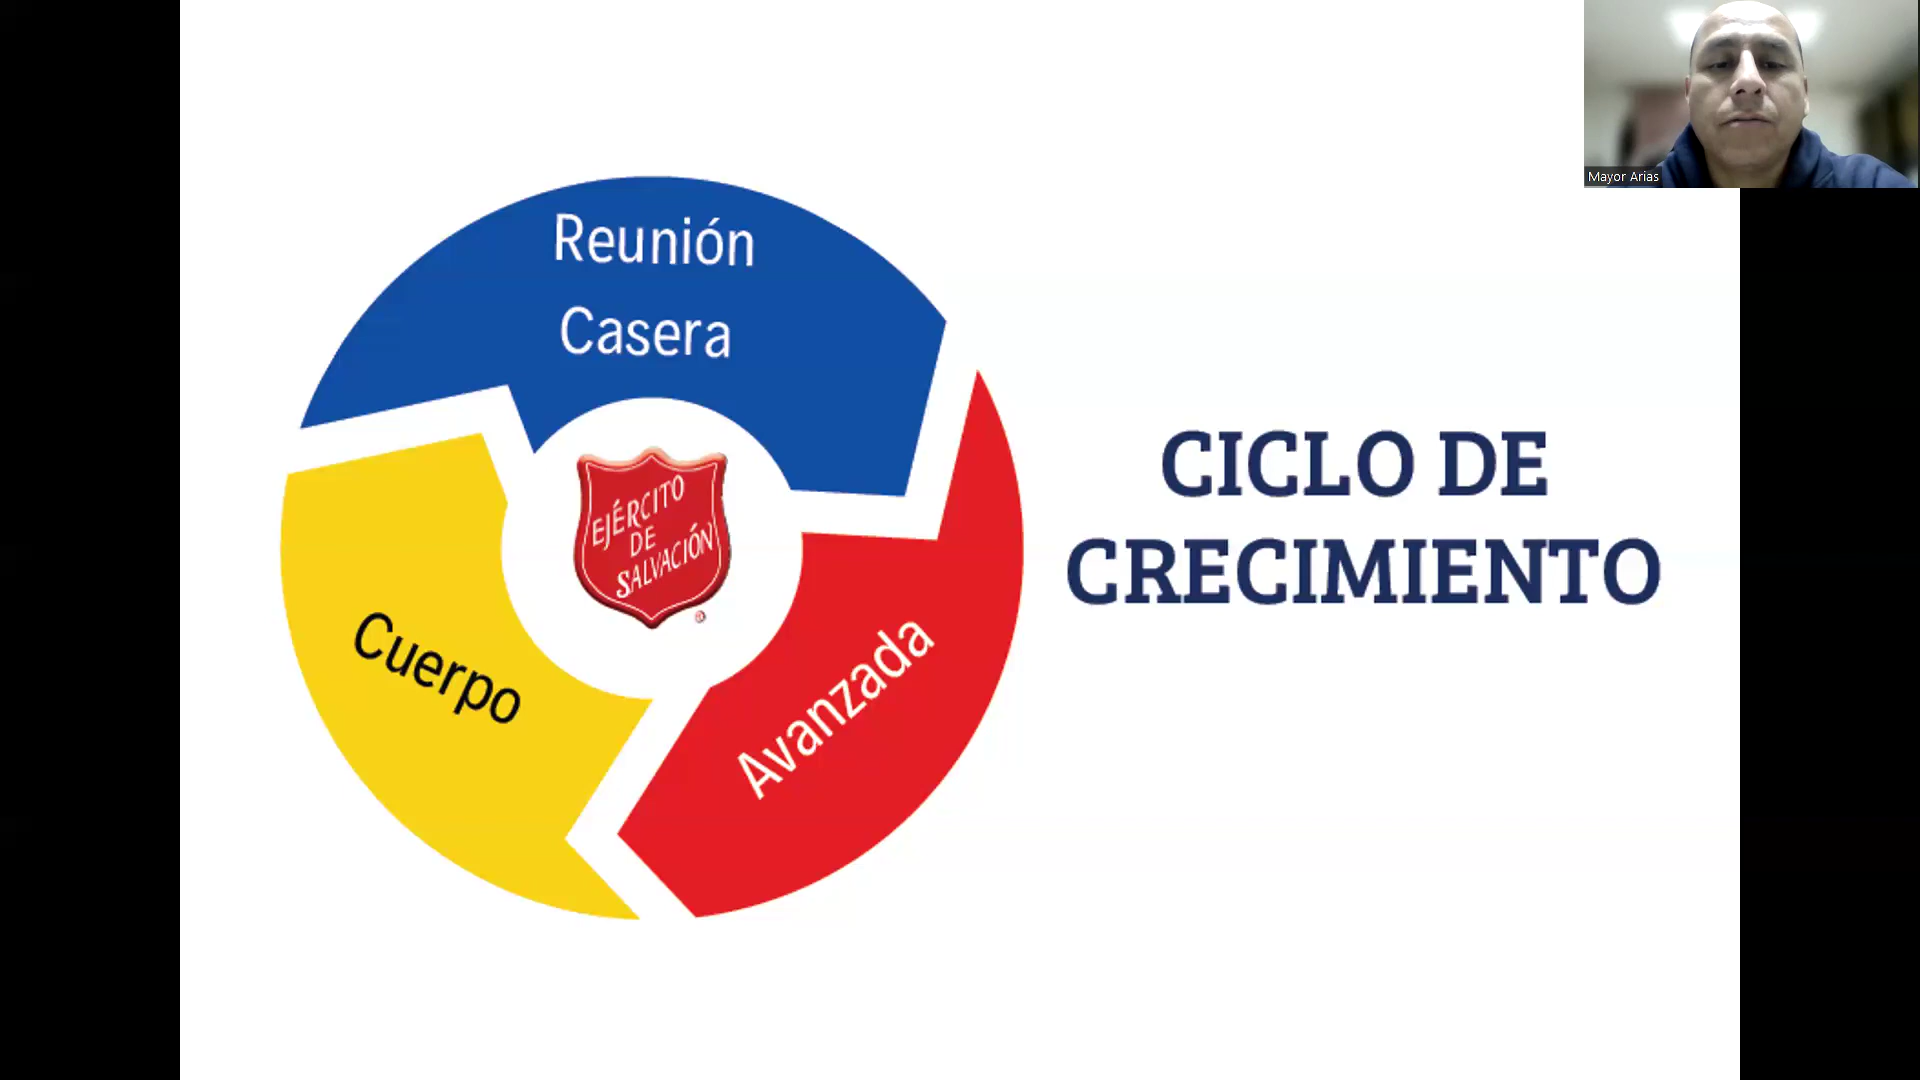 Mayor Arias
Reunión
Casera
CICLO DE
CRECIMIENTO
EJÉRCITO
DE
SALVACIÓN
®
Cuerpo
Avanzada